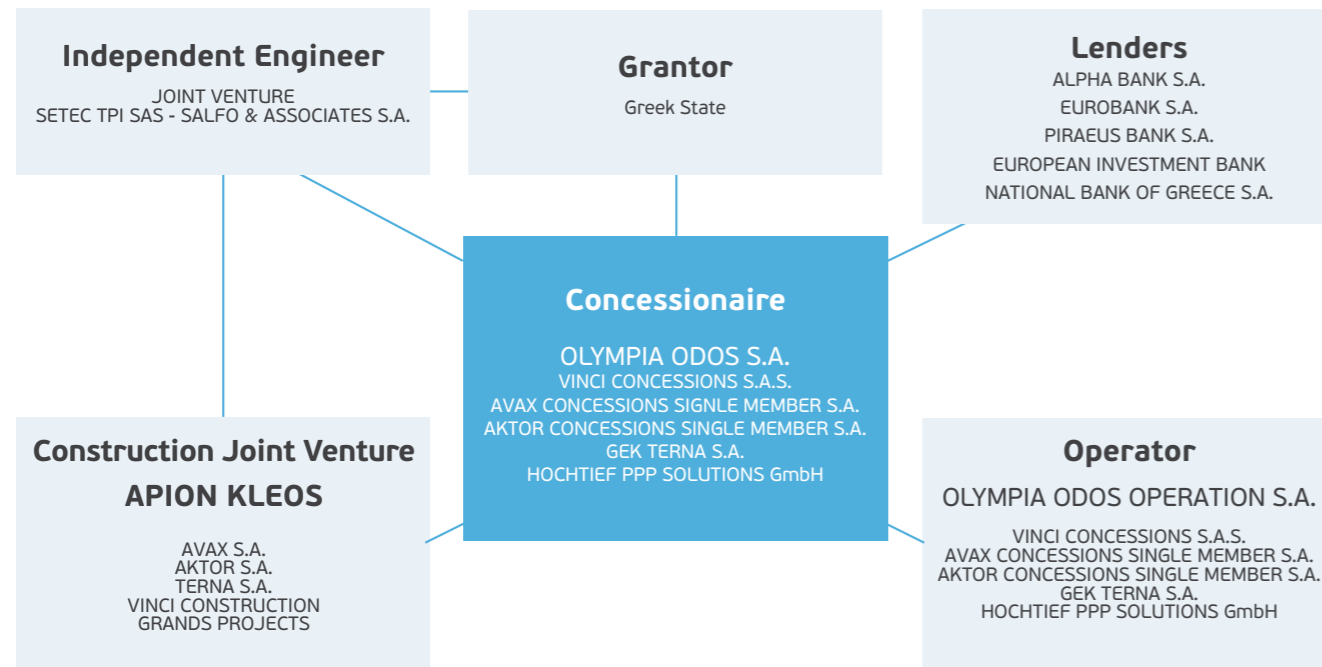 Independent Engineer
JOINT VENTURE
SETEC TPI SAS - SALFO & ASSOCIATES S.A.
Grantor
Greek State
Lenders
ALPHA BANK S.A.
EUROBANK S.A.
PIRAEUS BANK S.A.
EUROPEAN INVESTMENT BANK
NATIONAL BANK OF GREECE S.A.
Concessionaire
OLYMPIA ODOS S.A.
VINCI CONCESSIONS S.A.S.
AVAX CONCESSIONS SIGNLE MEMBER S.A.
AKTOR CONCESSIONS SINGLE MEMBER S.A.
GEK TERNA S.A.
HOCHTIEF PPP SOLUTIONS GmbH
Construction Joint Venture
APION KLEOS
AVAX S.A.
AKTOR S.A.
TERNA S.A.
VINCI CONSTRUCTION
GRANDS PROJECTS
Operator
OLYMPIA ODOS OPERATION S.A.
VINCI CONCESSIONS S.A.S.
AVAX CONCESSIONS SINGLE MEMBER S.A.
AKTOR CONCESSIONS SINGLE MEMBER S.A.
GEK TERNA S.A.
HOCHTIEF PPP SOLUTIONS GmbH